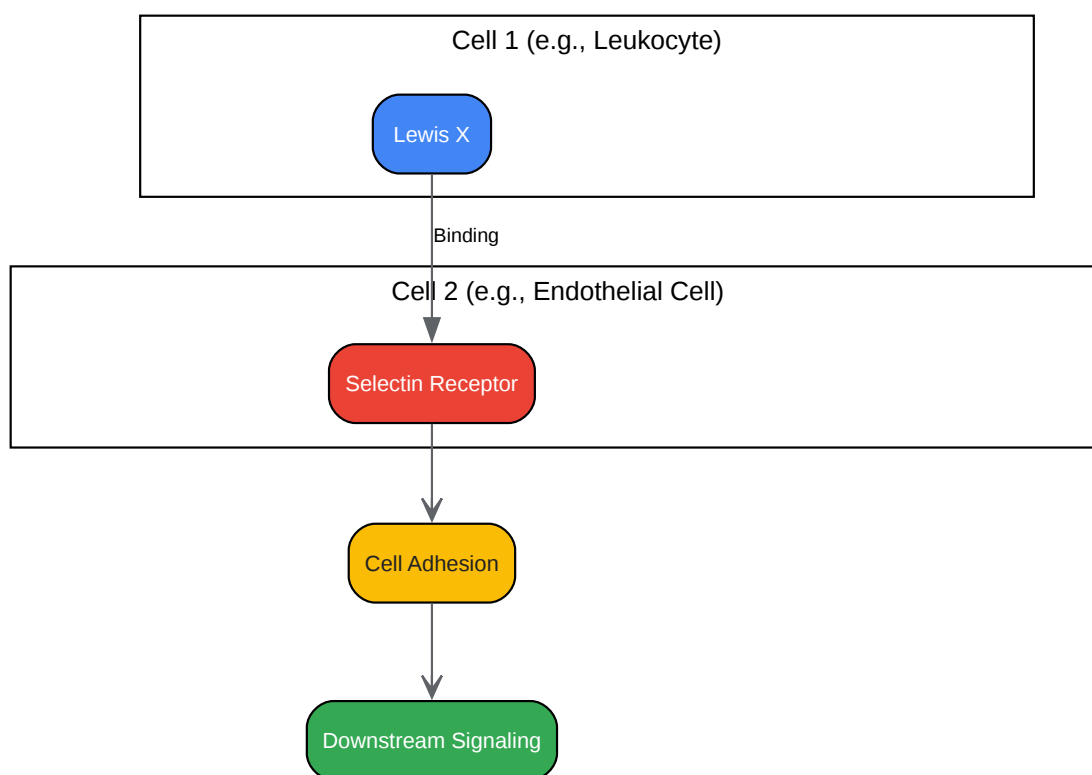 Cell 1 (e.g., Leukocyte)
Lewis X
Binding
Cell 2 (e.g., Endothelial Cell)
Selectin Receptor
Cell Adhesion
Downstream Signaling